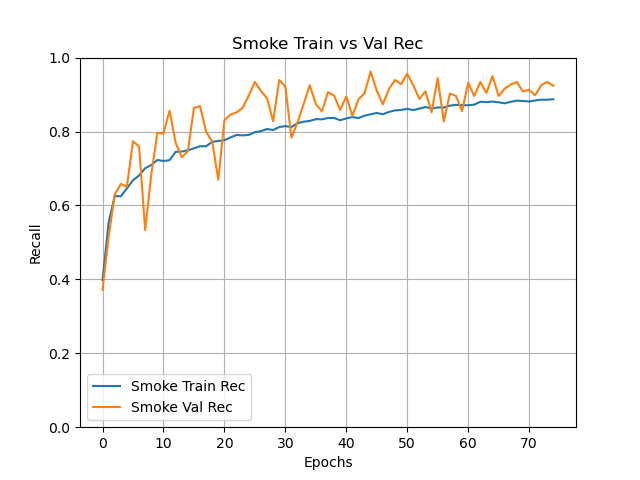 Smoke Train vs Val Rec
1.0
0.8
0.6
0.4
0.2
0.0
Recall
Smoke Train Rec
Smoke Val Rec
0 10 20 30 40 50 60 70
Epochs